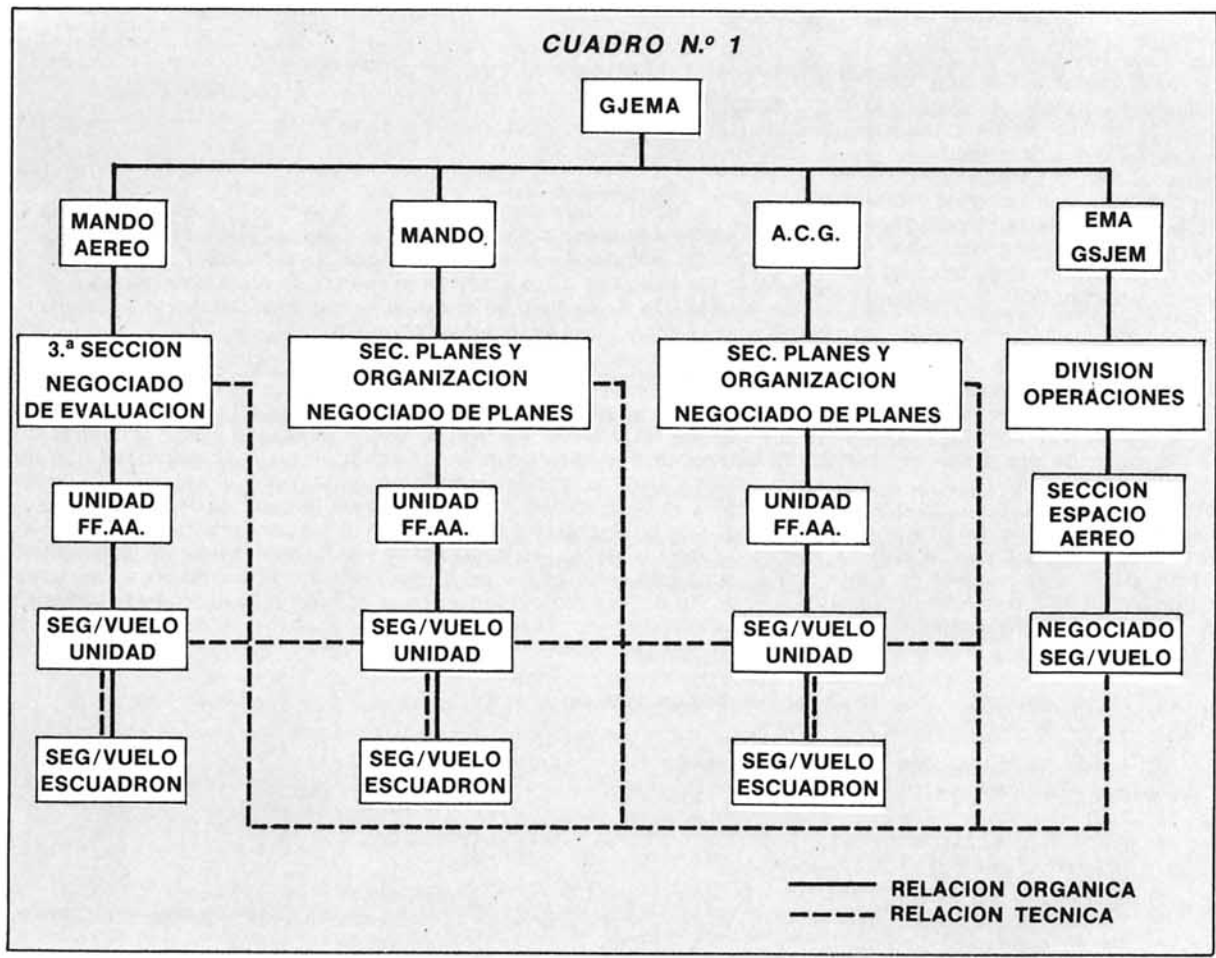 CUADRO N.º 1
GJEMA
MANDO
AEREO
MANDO.
A.C.G.
EMA
GSJEM
3.ª SECCION
NEGOCIADO
DE EVALUACION
SEC. PLANES Y
ORGANIZACION
NEGOCIADO DE PLANES
SEC. PLANES Y
ORGANIZACION
NEGOCIADO DE PLANES
DIVISION
OPERACIONES
UNIDAD
FF.AA.
UNIDAD
FF.AA.
UNIDAD
FF.AA.
SECCION
ESPACIO
AEREO
SEG/VUELO
UNIDAD
SEG/VUELO
UNIDAD
SEG/VUELO
UNIDAD
NEGOCIADO
SEG/VUELO
SEG/VUELO
ESCUADRON
SEG/VUELO
ESCUADRON
SEG/VUELO
ESCUADRON
RELACION ORGANICA
RELACION TECNICA